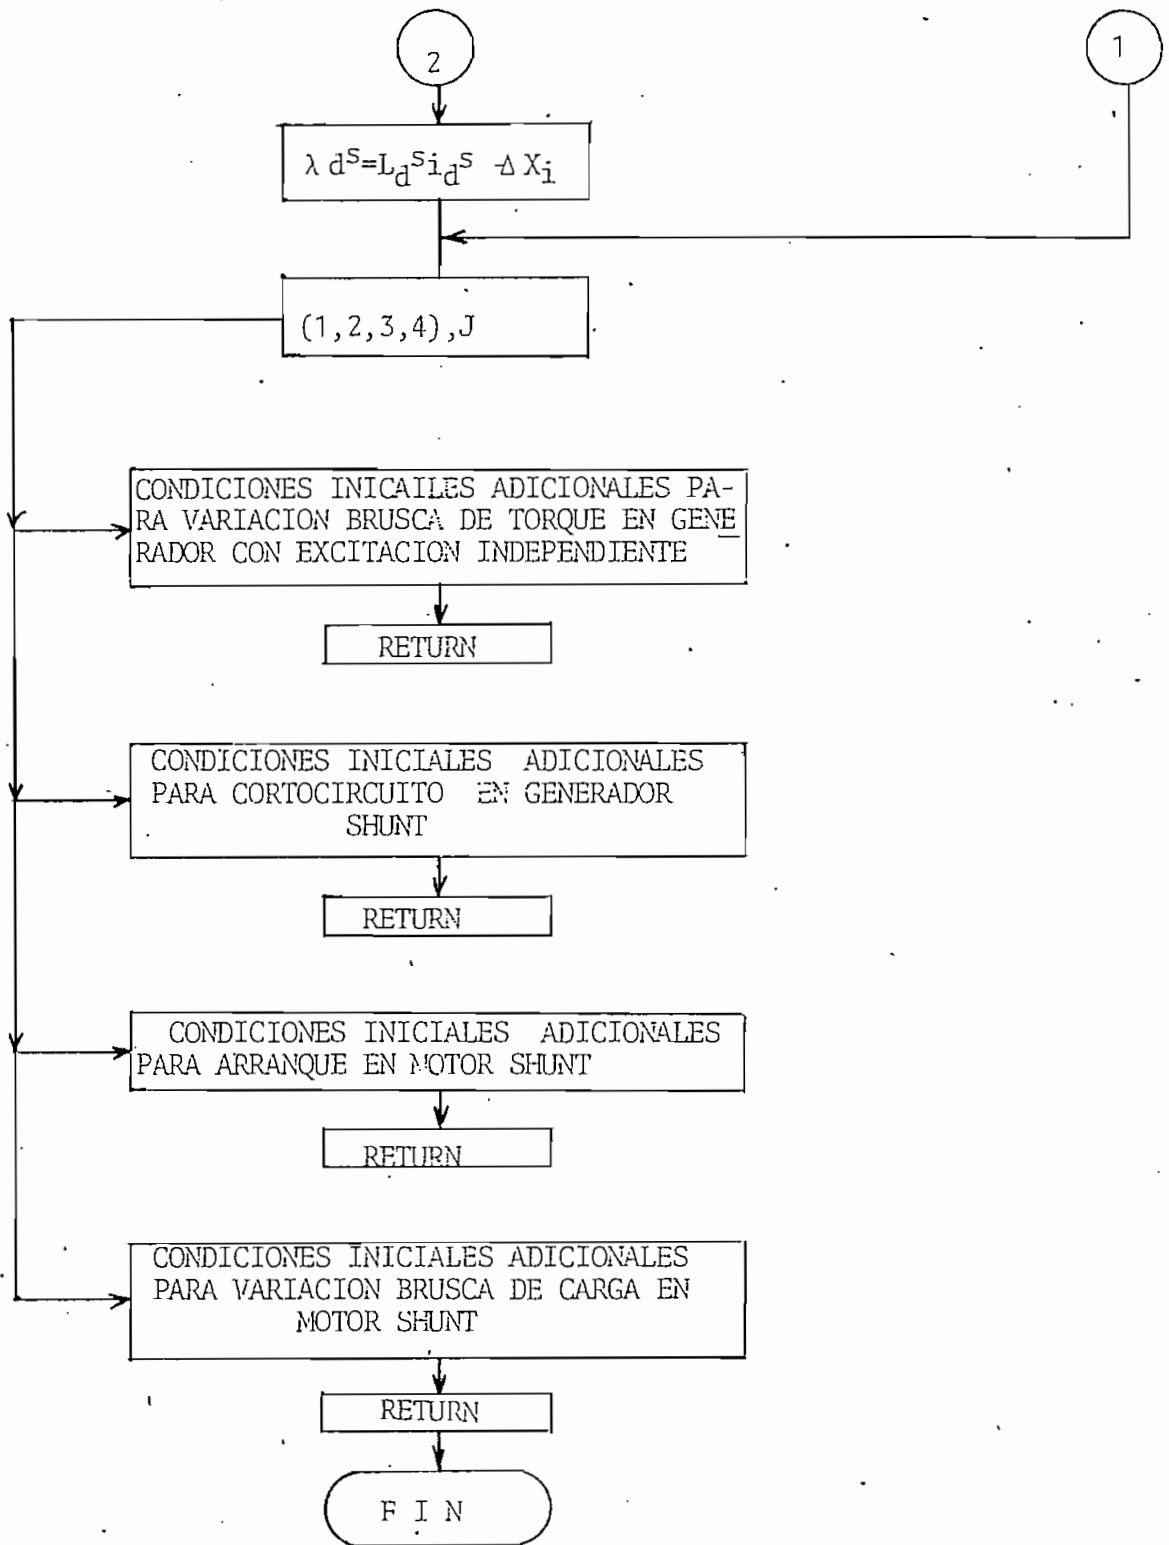 2
1
λ dˢ=L_dˢi_dˢ -Δ X_i
(1,2,3,4),J
CONDICIONES INICAILES ADICIONALES PA-
RA VARIACION BRUSCA DE TORQUE EN GENE
RADOR CON EXCITACION INDEPENDIENTE
RETURN
CONDICIONES INICIALES ADICIONALES
PARA CORTOCIRCUITO EN GENERADOR
SHUNT
RETURN
CONDICIONES INICIALES ADICIONALES
PARA ARRANQUE EN MOTOR SHUNT
RETURN
CONDICIONES INICIALES ADICIONALES
PARA VARIACION BRUSCA DE CARGA EN
MOTOR SHUNT
RETURN
F I N